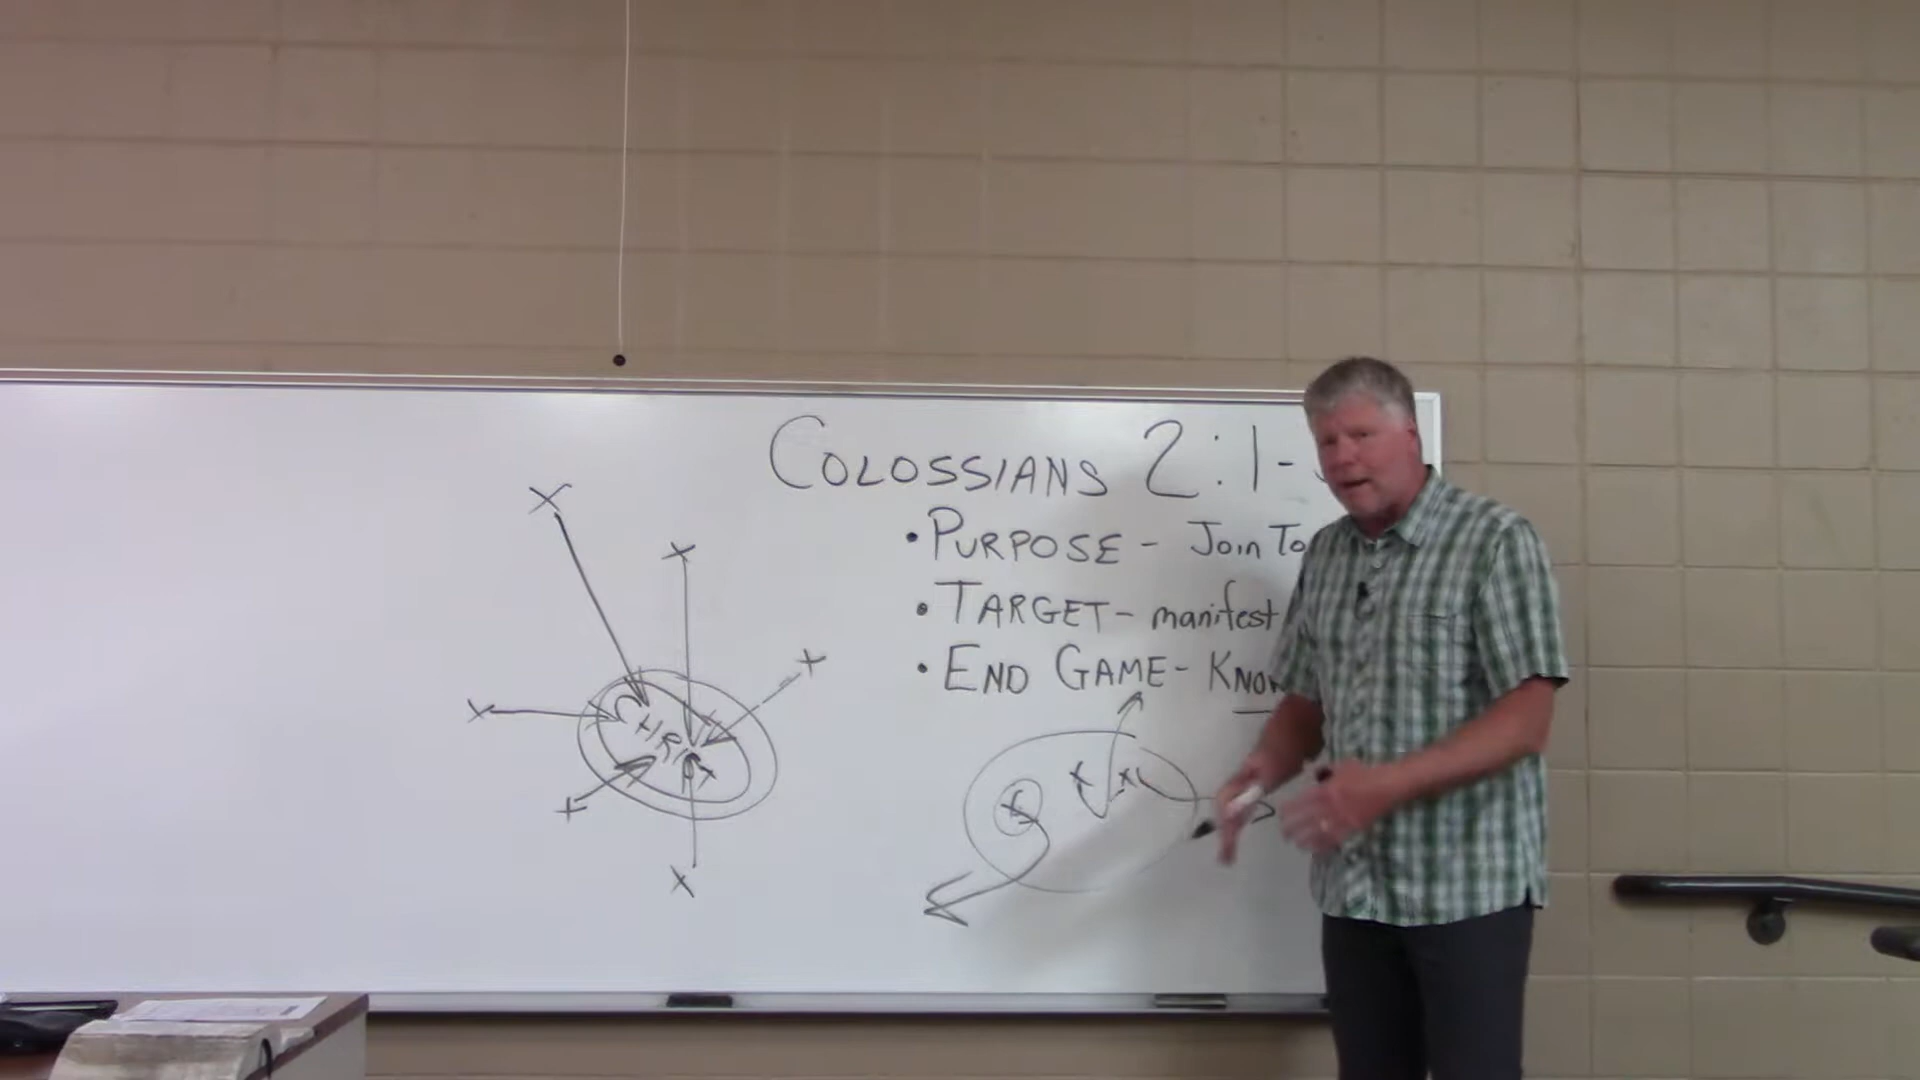 COLOSSIANS 2:1-
• PURPOSE - Join To
• TARGET - manifest
• END GAME - KNOW
X
X
X
X
CHRIST
X
X
X X X